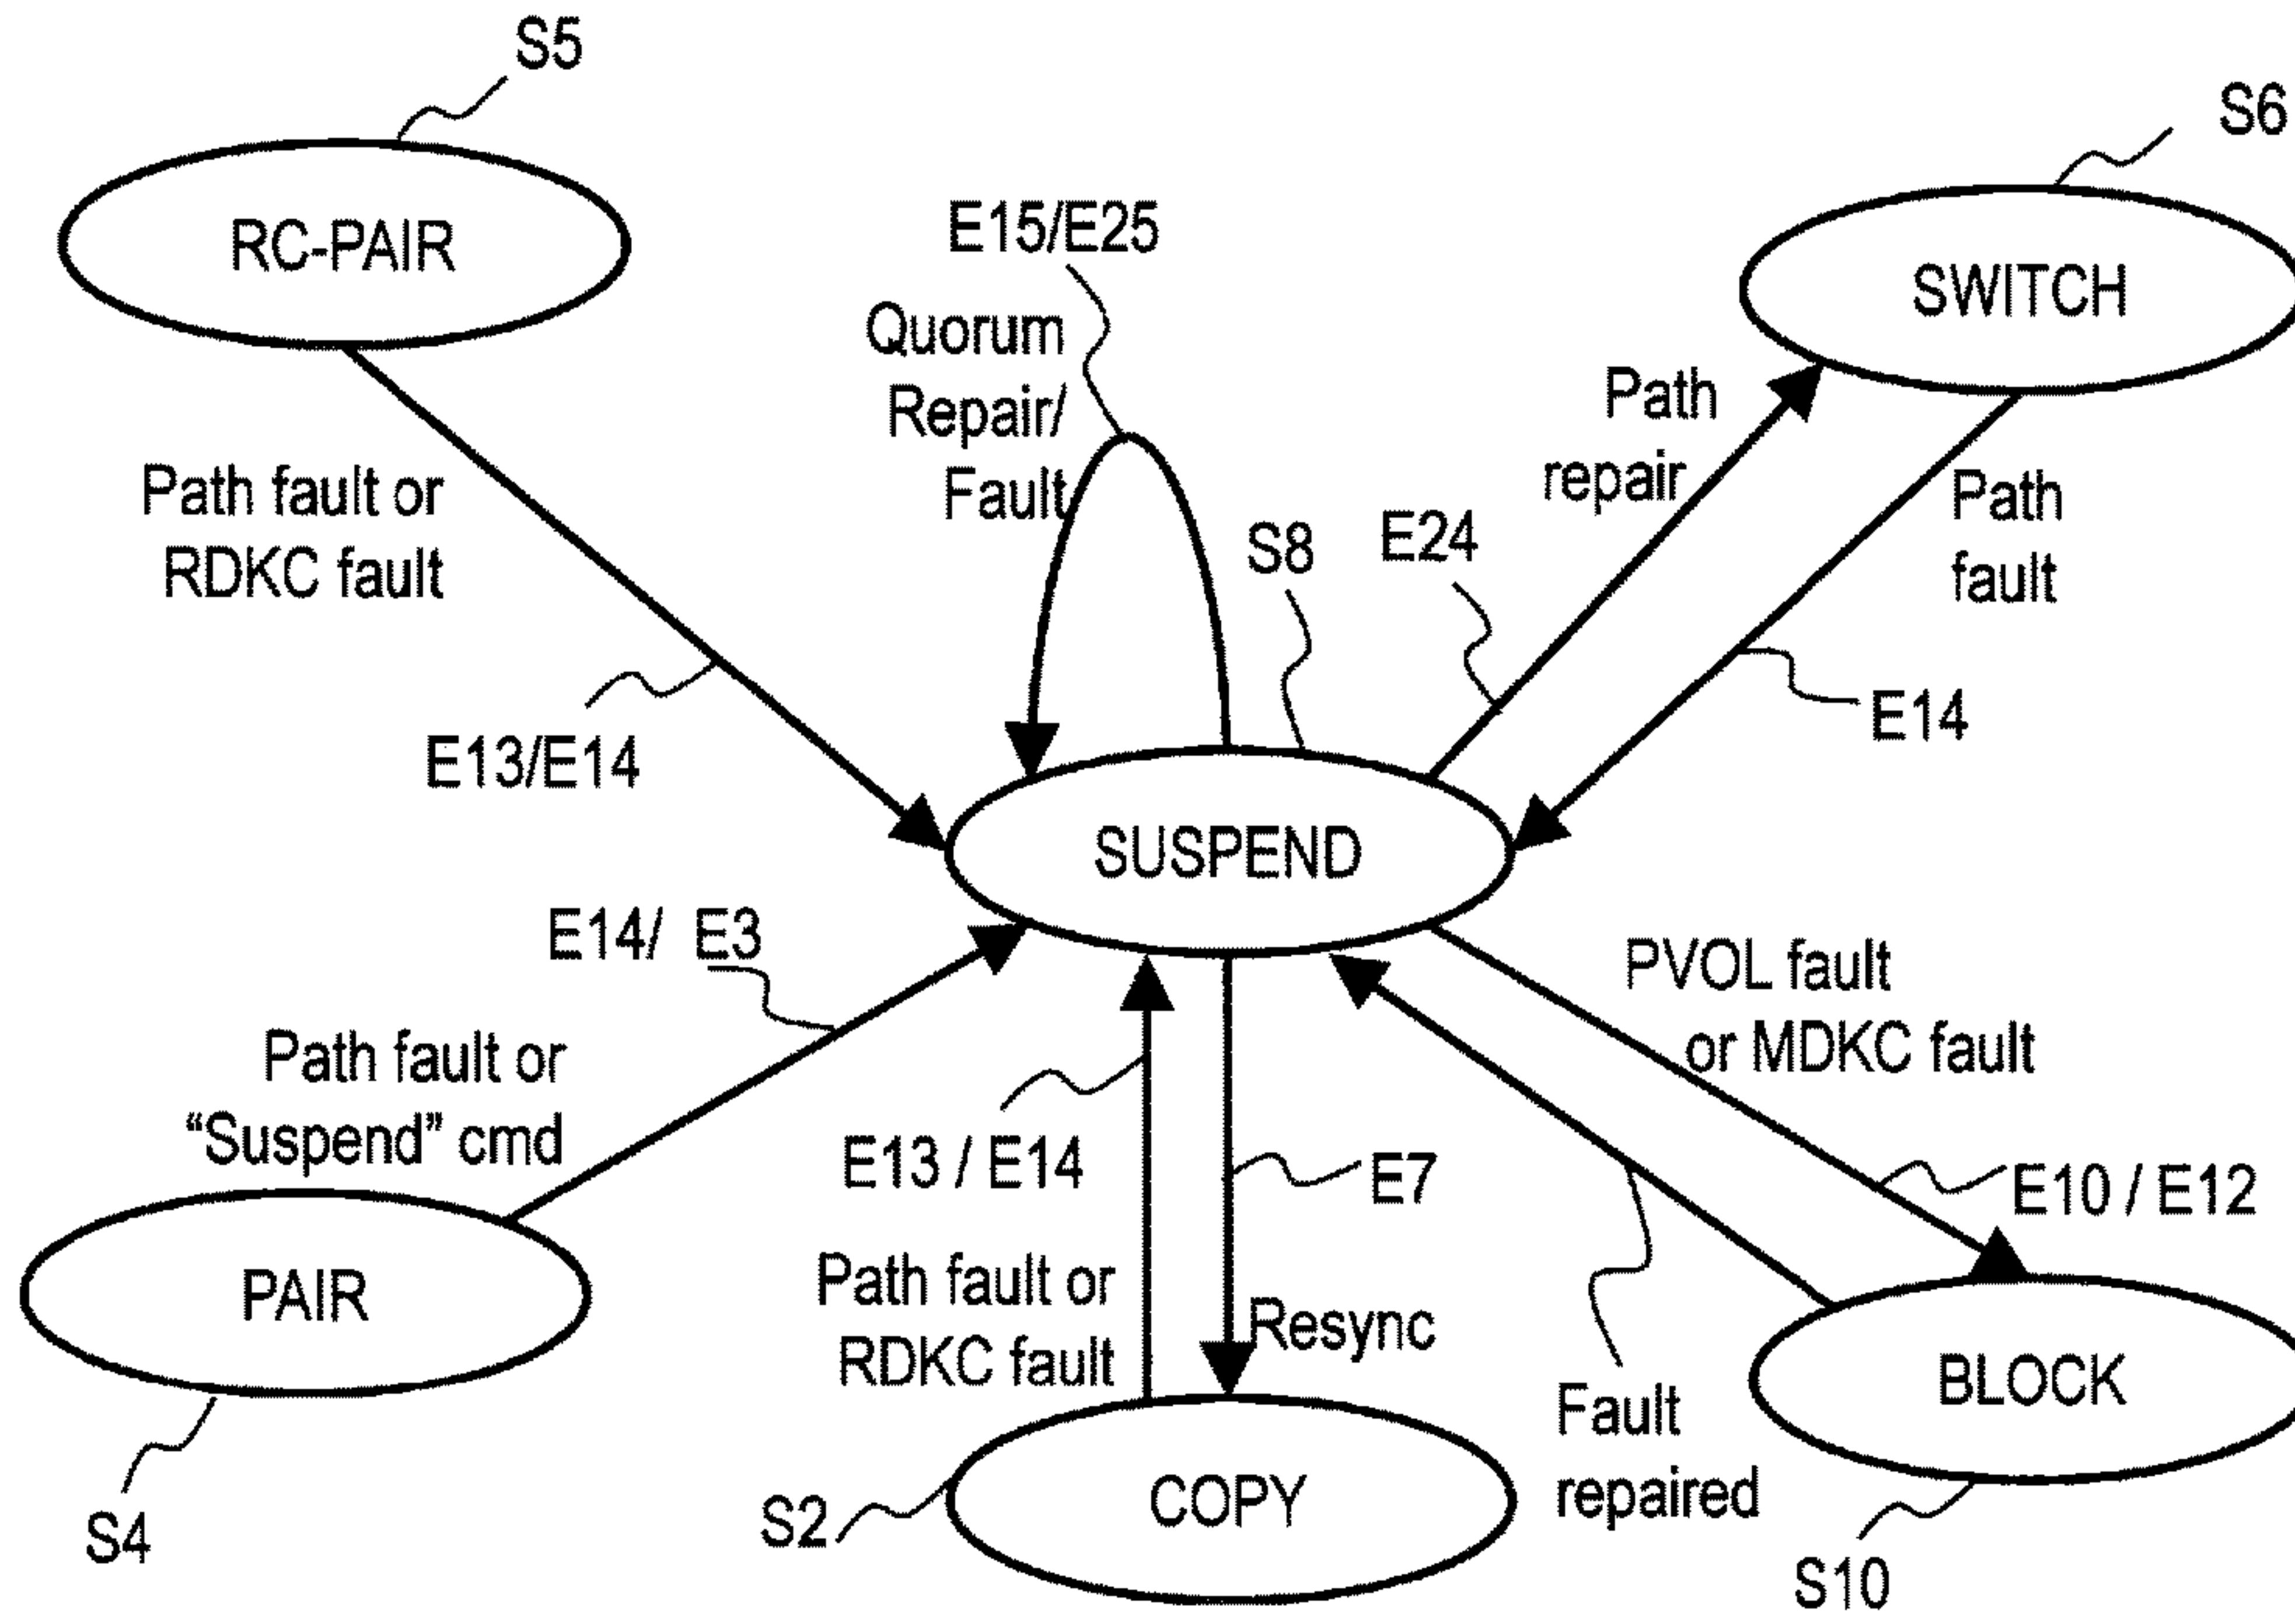 S5
S6
RC-PAIR
E15/E25
SWITCH
Quorum
Repair/
Fault
Path
repair
Path
fault
Path fault or
RDKC fault
S8
E24
E14
E13/E14
SUSPEND
E14/ E3
PVOL fault
or MDKC fault
Path fault or
“Suspend” cmd
E13 / E14
E7
E10 / E12
Path fault or
RDKC fault
Resync
PAIR
Fault
repaired
BLOCK
COPY
S4
S2
S10